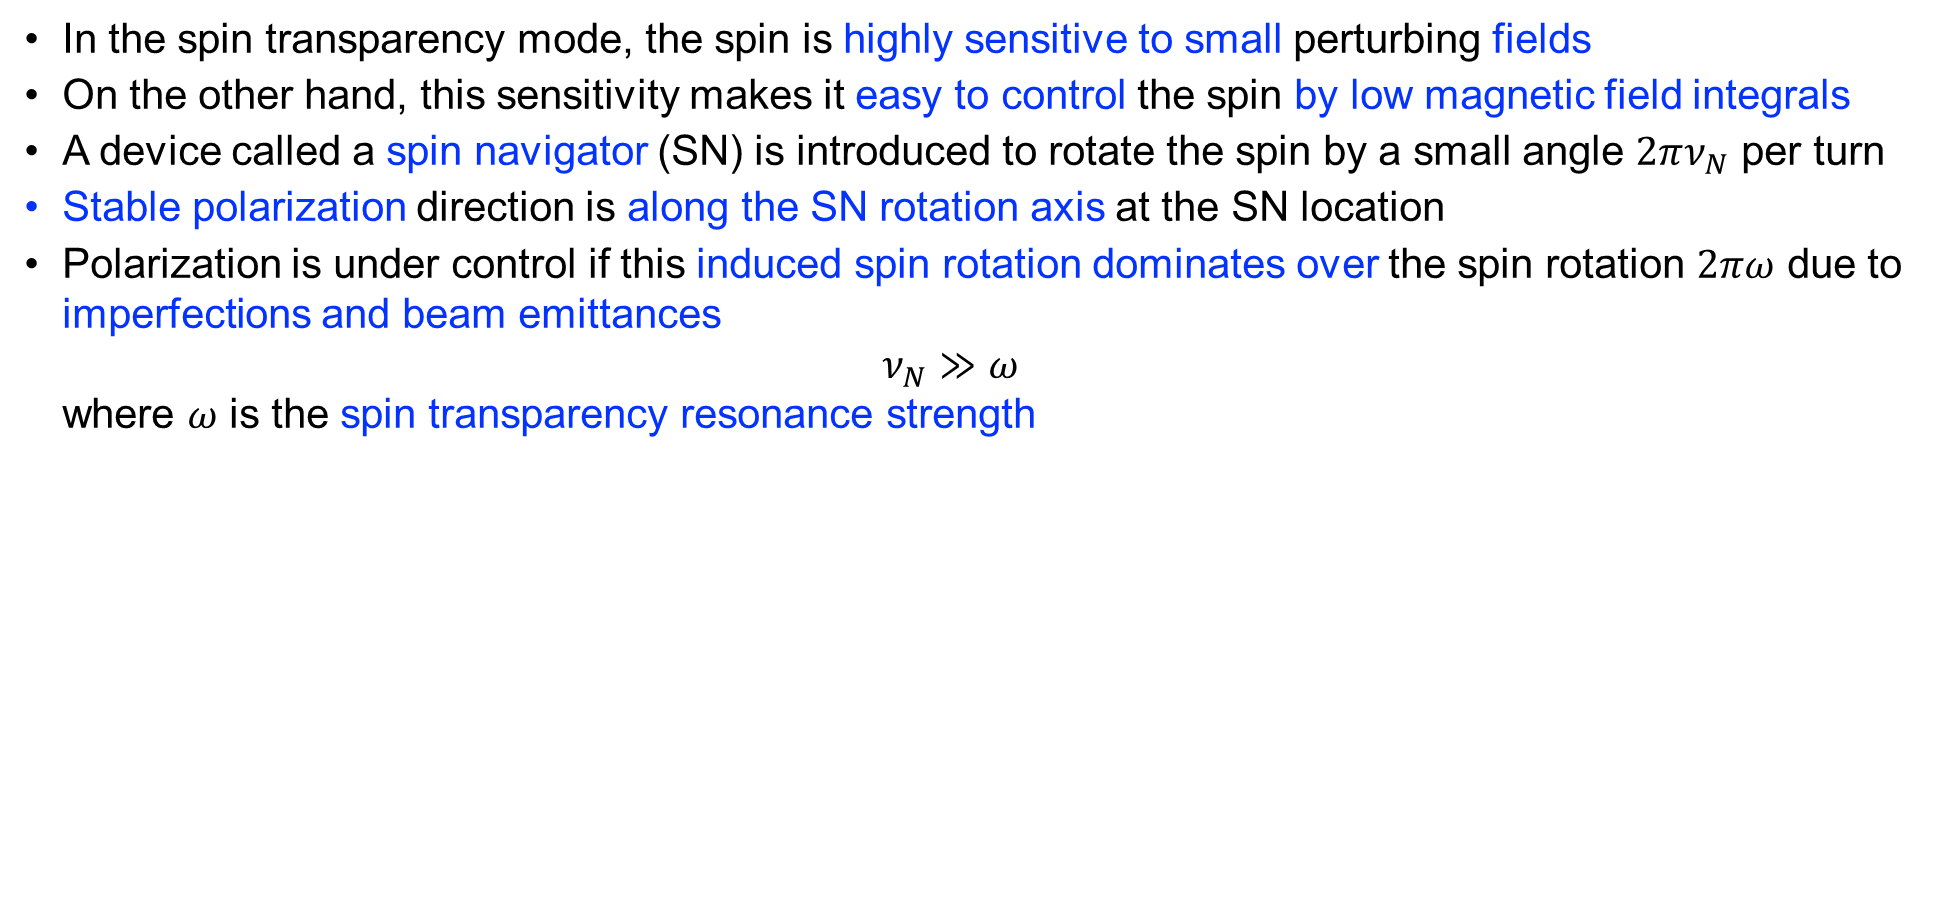 • In the spin transparency mode, the spin is highly sensitive to small perturbing fields
• On the other hand, this sensitivity makes it easy to control the spin by low magnetic field integrals
• A device called a spin navigator (SN) is introduced to rotate the spin by a small angle 2πν_N per turn
• Stable polarization direction is along the SN rotation axis at the SN location
• Polarization is under control if this induced spin rotation dominates over the spin rotation 2πω due to
imperfections and beam emittances
ν_N ≫ ω
where ω is the spin transparency resonance strength